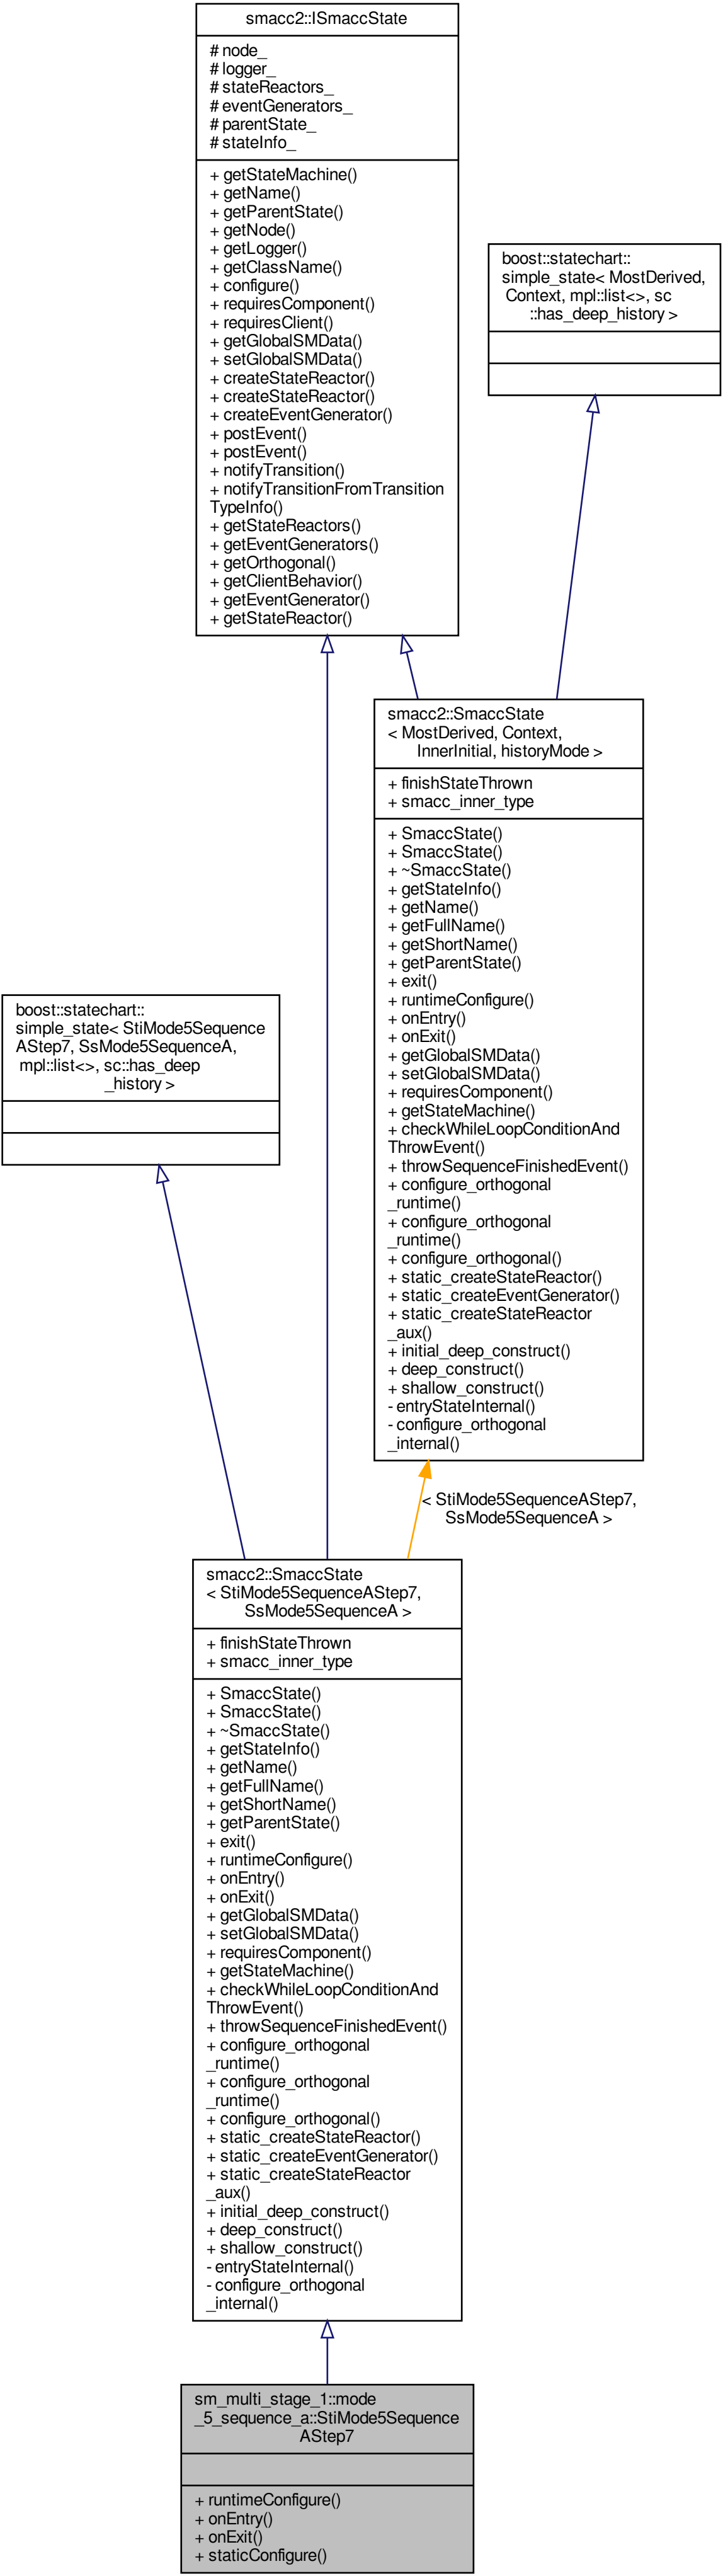 smacc2::ISmaccState
# node_
# logger_
# stateReactors_
# eventGenerators_
# parentState_
# stateInfo_
+ getStateMachine()
+ getName()
+ getParentState()
+ getNode()
+ getLogger()
+ getClassName()
+ configure()
+ requiresComponent()
+ requiresClient()
+ getGlobalSMData()
+ setGlobalSMData()
+ createStateReactor()
+ createStateReactor()
+ createEventGenerator()
+ postEvent()
+ postEvent()
+ notifyTransition()
+ notifyTransitionFromTransition
TypeInfo()
+ getStateReactors()
+ getEventGenerators()
+ getOrthogonal()
+ getClientBehavior()
+ getEventGenerator()
+ getStateReactor()
boost::statechart::
simple_state< MostDerived,
Context, mpl::list<>, sc
::has_deep_history >
smacc2::SmaccState
< MostDerived, Context,
InnerInitial, historyMode >
+ finishStateThrown
+ smacc_inner_type
+ SmaccState()
+ SmaccState()
+ ~SmaccState()
+ getStateInfo()
+ getName()
+ getFullName()
+ getShortName()
+ getParentState()
+ exit()
+ runtimeConfigure()
+ onEntry()
+ onExit()
+ getGlobalSMData()
+ setGlobalSMData()
+ requiresComponent()
+ getStateMachine()
+ checkWhileLoopConditionAnd
ThrowEvent()
+ throwSequenceFinishedEvent()
+ configure_orthogonal
_runtime()
+ configure_orthogonal
_runtime()
+ configure_orthogonal()
+ static_createStateReactor()
+ static_createEventGenerator()
+ static_createStateReactor
_aux()
+ initial_deep_construct()
+ deep_construct()
+ shallow_construct()
- entryStateInternal()
- configure_orthogonal
_internal()
boost::statechart::
simple_state< StiMode5Sequence
AStep7, SsMode5SequenceA,
mpl::list<>, sc::has_deep
_history >
< StiMode5SequenceAStep7,
SsMode5SequenceA >
smacc2::SmaccState
< StiMode5SequenceAStep7,
SsMode5SequenceA >
+ finishStateThrown
+ smacc_inner_type
+ SmaccState()
+ SmaccState()
+ ~SmaccState()
+ getStateInfo()
+ getName()
+ getFullName()
+ getShortName()
+ getParentState()
+ exit()
+ runtimeConfigure()
+ onEntry()
+ onExit()
+ getGlobalSMData()
+ setGlobalSMData()
+ requiresComponent()
+ getStateMachine()
+ checkWhileLoopConditionAnd
ThrowEvent()
+ throwSequenceFinishedEvent()
+ configure_orthogonal
_runtime()
+ configure_orthogonal
_runtime()
+ configure_orthogonal()
+ static_createStateReactor()
+ static_createEventGenerator()
+ static_createStateReactor
_aux()
+ initial_deep_construct()
+ deep_construct()
+ shallow_construct()
- entryStateInternal()
- configure_orthogonal
_internal()
sm_multi_stage_1::mode
_5_sequence_a::StiMode5Sequence
AStep7
+ runtimeConfigure()
+ onEntry()
+ onExit()
+ staticConfigure()